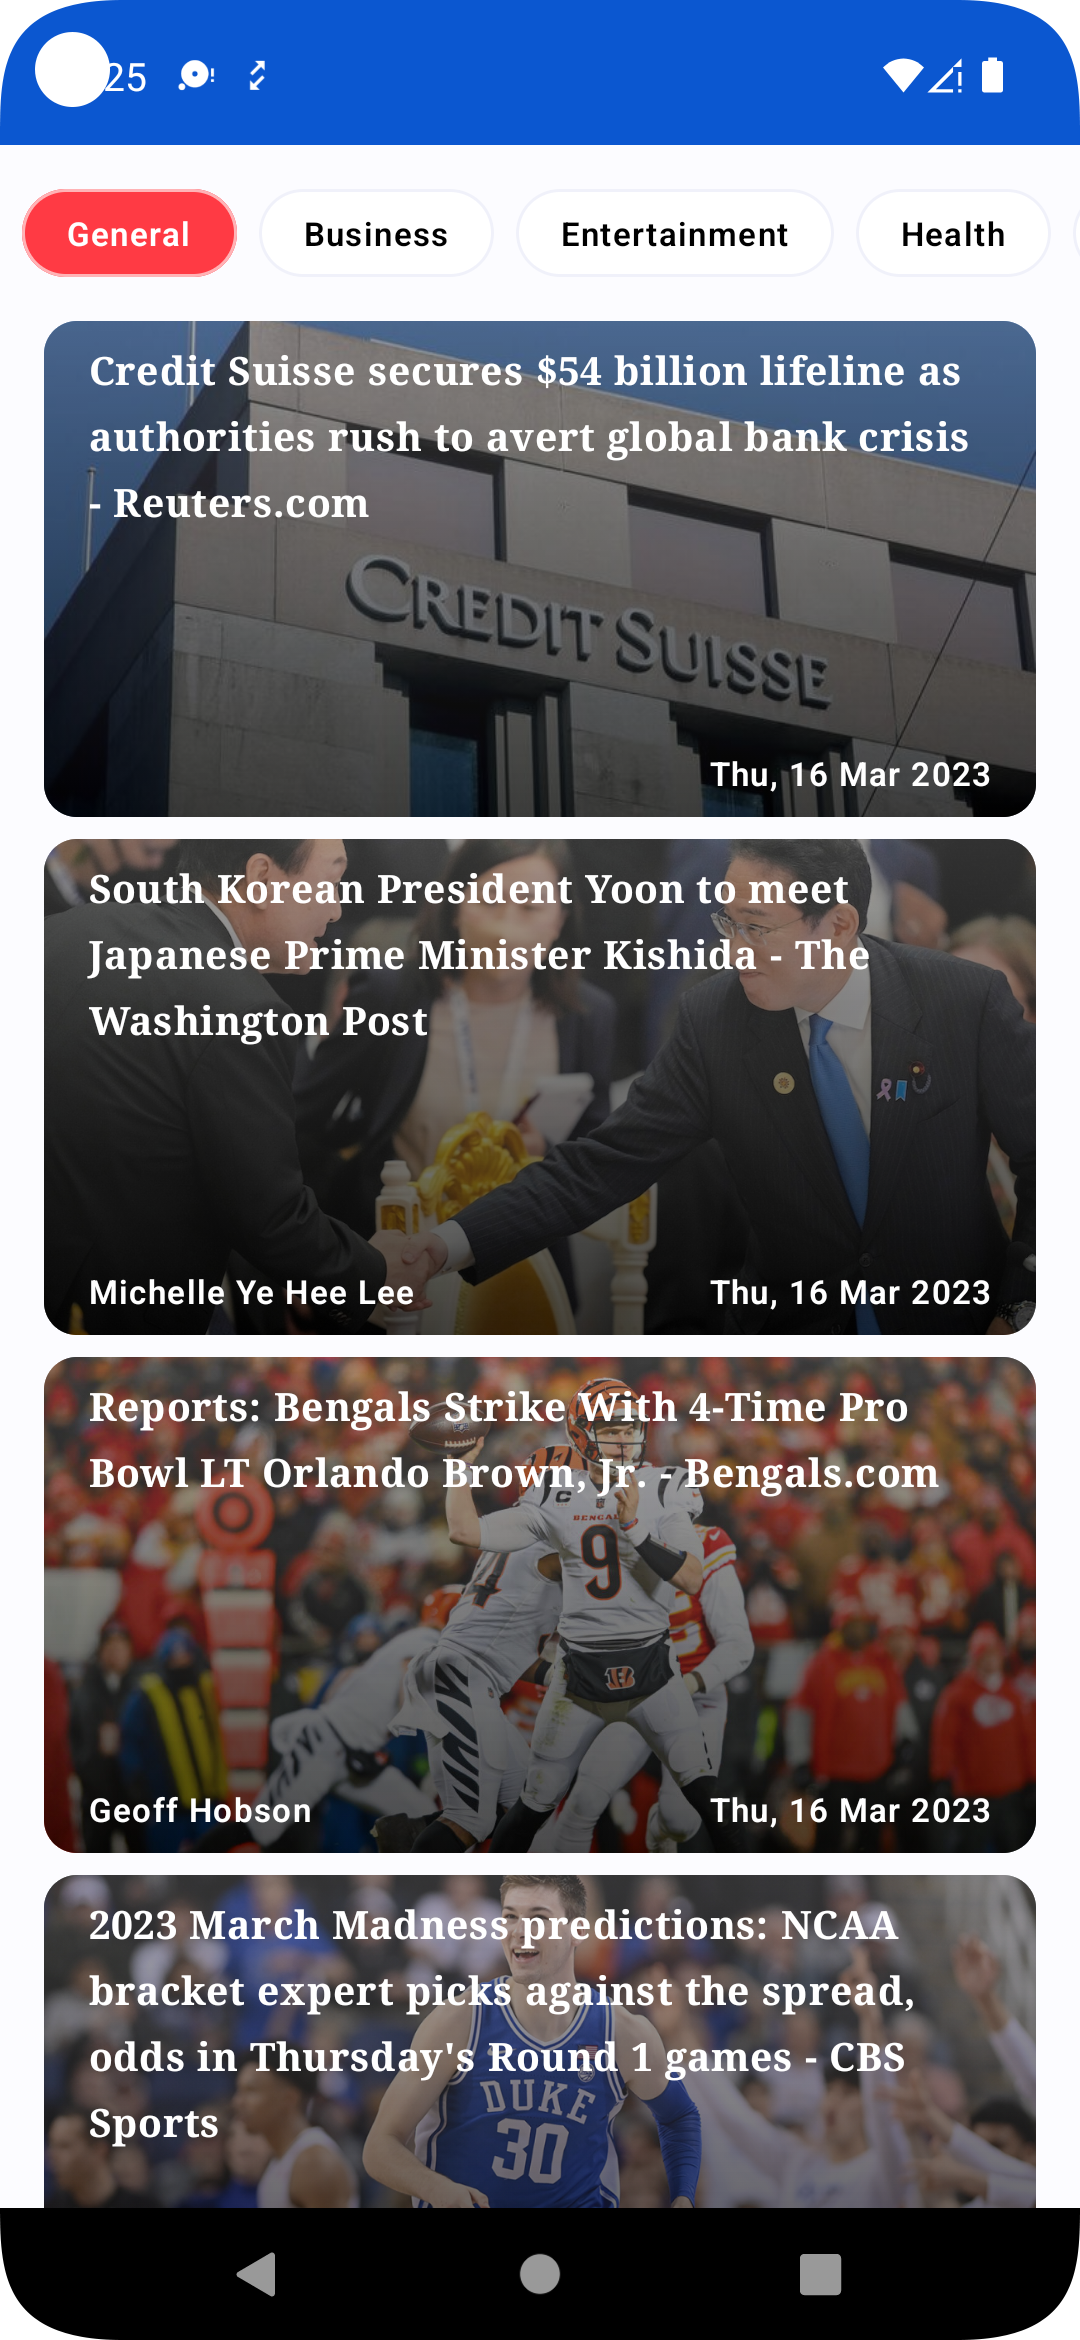 25
General
Business
Entertainment
Health
Credit Suisse secures $54 billion lifeline as
authorities rush to avert global bank crisis
- Reuters.com
CREDIT SUISSE
Thu, 16 Mar 2023
South Korean President Yoon to meet
Japanese Prime Minister Kishida - The
Washington Post
Michelle Ye Hee Lee
Thu, 16 Mar 2023
Reports: Bengals Strike With 4-Time Pro
Bowl LT Orlando Brown, Jr. - Bengals.com
C
BENGALS
9
Geoff Hobson
Thu, 16 Mar 2023
2023 March Madness predictions: NCAA
bracket expert picks against the spread,
odds in Thursday's Round 1 games - CBS
Sports
DUKE
30